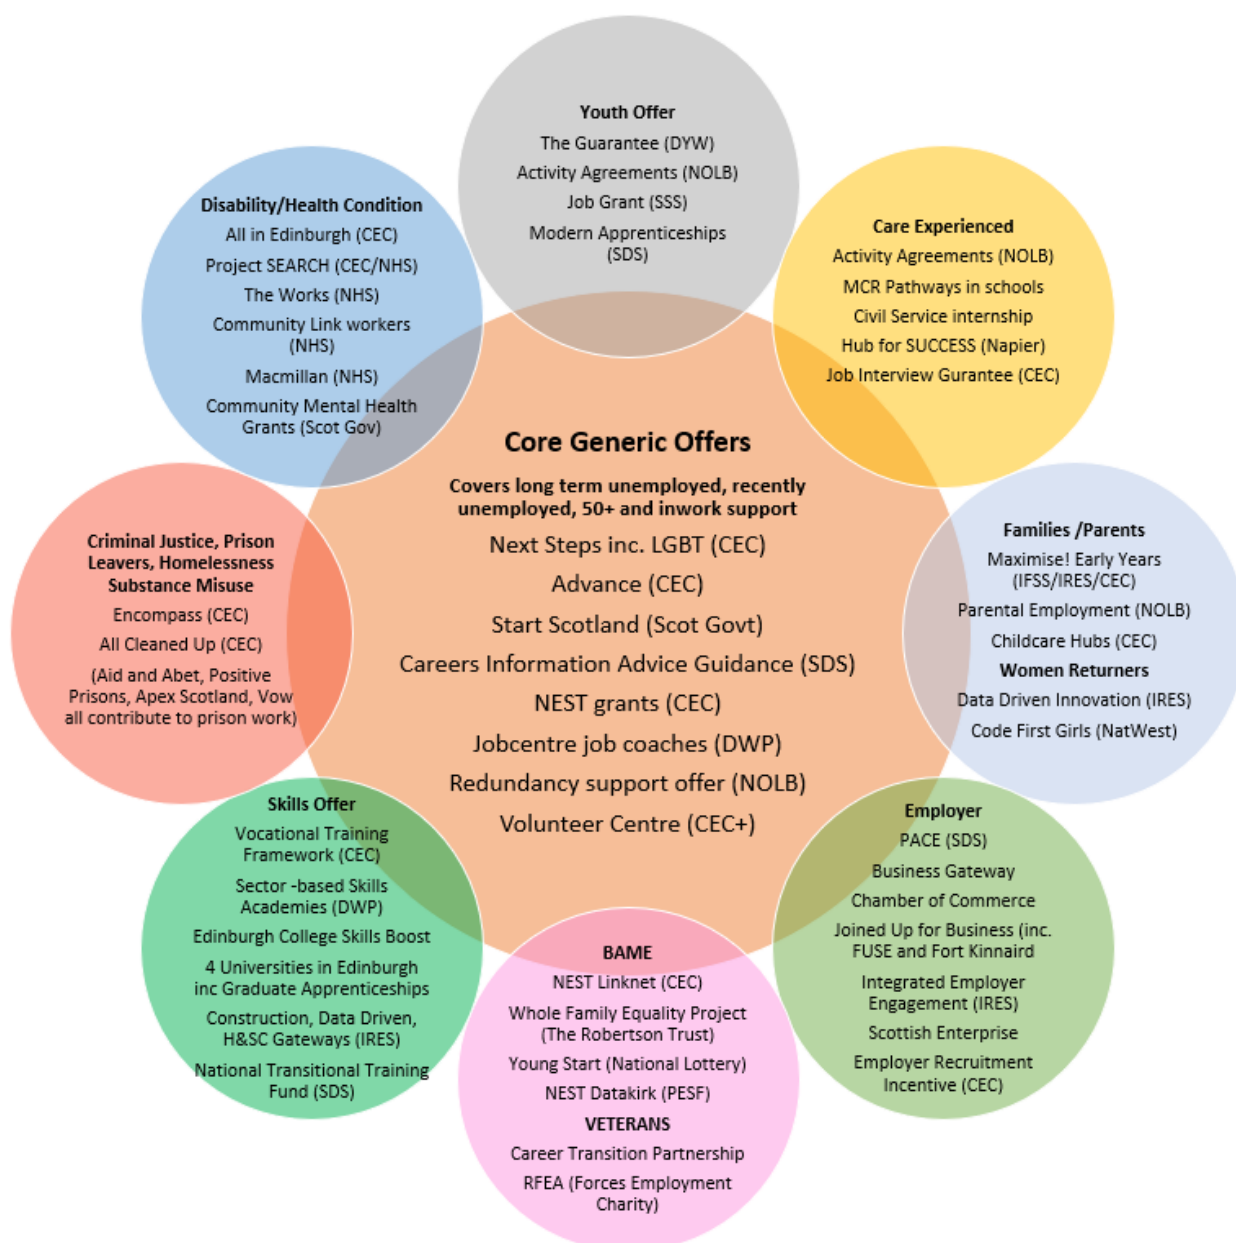 Youth Offer
The Guarantee (DYW)
Activity Agreements (NOLB)
Job Grant (SSS)
Modern Apprenticeships
(SDS)
Disability/Health Condition
All in Edinburgh (CEC)
Project SEARCH (CEC/NHS)
The Works (NHS)
Community Link workers
(NHS)
Macmillan (NHS)
Community Mental Health
Grants (Scot Gov)
Care Experienced
Activity Agreements (NOLB)
MCR Pathways in schools
Civil Service internship
Hub for SUCCESS (Napier)
Job Interview Gurantee (CEC)
Core Generic Offers
Covers long term unemployed, recently
unemployed, 50+ and inwork support
Next Steps inc. LGBT (CEC)
Advance (CEC)
Start Scotland (Scot Govt)
Careers Information Advice Guidance (SDS)
NEST grants (CEC)
Jobcentre job coaches (DWP)
Redundancy support offer (NOLB)
Volunteer Centre (CEC+)
Criminal Justice, Prison
Leavers, Homelessness
Substance Misuse
Encompass (CEC)
All Cleaned Up (CEC)
(Aid and Abet, Positive
Prisons, Apex Scotland, Vow
all contribute to prison work)
Families /Parents
Maximise! Early Years
(IFSS/IRES/CEC)
Parental Employment (NOLB)
Childcare Hubs (CEC)
Women Returners
Data Driven Innovation (IRES)
Code First Girls (NatWest)
Skills Offer
Vocational Training
Framework (CEC)
Sector -based Skills
Academies (DWP)
Edinburgh College Skills Boost
4 Universities in Edinburgh
inc Graduate Apprenticeships
Construction, Data Driven,
H&SC Gateways (IRES)
National Transitional Training
Fund (SDS)
Employer
PACE (SDS)
Business Gateway
Chamber of Commerce
Joined Up for Business (inc.
FUSE and Fort Kinnaird
Integrated Employer
Engagement (IRES)
Scottish Enterprise
Employer Recruitment
Incentive (CEC)
BAME
NEST Linknet (CEC)
Whole Family Equality Project
(The Robertson Trust)
Young Start (National Lottery)
NEST Datakirk (PESF)
VETERANS
Career Transition Partnership
RFEA (Forces Employment
Charity)